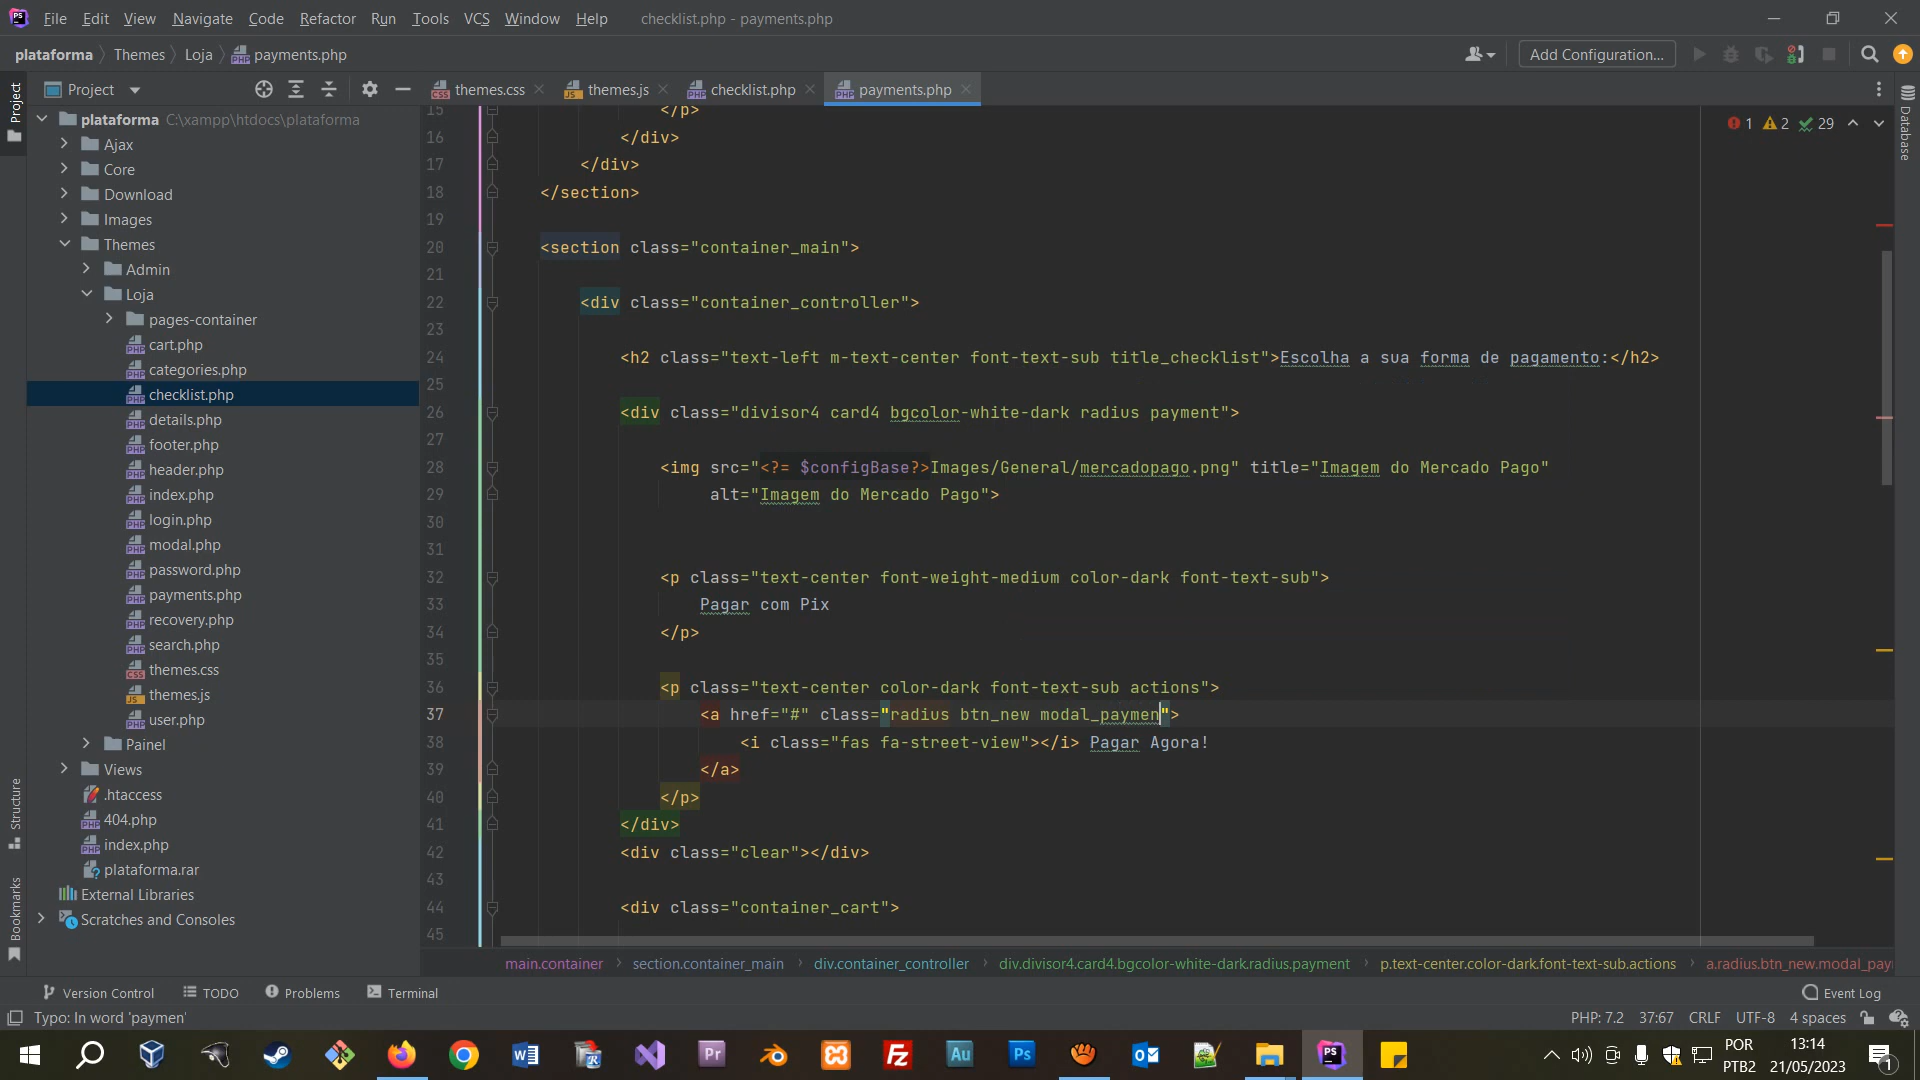 File Edit View Navigate Code Refactor Run Tools VCS Window Help checklist.php - payments.php
plataforma Themes Loja payments.php Add Configuration...
Project
Project
themes.css themes.js checklist.php payments.php
Database
1 2 29
plataforma C:\xampp\htdocs\plataforma
Ajax
Core
Download
Images
Themes
Admin
Loja
pages-container
cart.php
categories.php
checklist.php
details.php
footer.php
header.php
index.php
login.php
modal.php
password.php
payments.php
recovery.php
search.php
themes.css
themes.js
user.php
Painel
Views
.htaccess
404.php
index.php
plataforma.rar
External Libraries
Scratches and Consoles
Structure
Bookmarks
15 </p>
16 </div>
17 </div>
18 </section>
19
20 <section class="container_main">
21
22 <div class="container_controller">
23
24 <h2 class="text-left m-text-center font-text-sub title_checklist">Escolha a sua forma de pagamento:</h2>
25
26 <div class="divisor4 card4 bgcolor-white-dark radius payment">
27
28 <img src="<?= $configBase?>Images/General/mercadopago.png" title="Imagem do Mercado Pago"
29 alt="Imagem do Mercado Pago">
30
31
32 <p class="text-center font-weight-medium color-dark font-text-sub">
33 Pagar com Pix
34 </p>
35
36 <p class="text-center color-dark font-text-sub actions">
37 <a href="#" class="radius btn_new modal_paymen">
38 <i class="fas fa-street-view"></i> Pagar Agora!
39 </a>
40 </p>
41 </div>
42 <div class="clear"></div>
43
44 <div class="container_cart">
45
main.container section.container_main div.container_controller div.divisor4.card4.bgcolor-white-dark.radius.payment p.text-center.color-dark.font-text-sub.actions a.radius.btn_new.modal_pay
Version Control TODO Problems Terminal Event Log
Typo: In word 'paymen' PHP: 7.2 37:67 CRLF UTF-8 4 spaces
POR 13:14
PTB2 21/05/2023 1